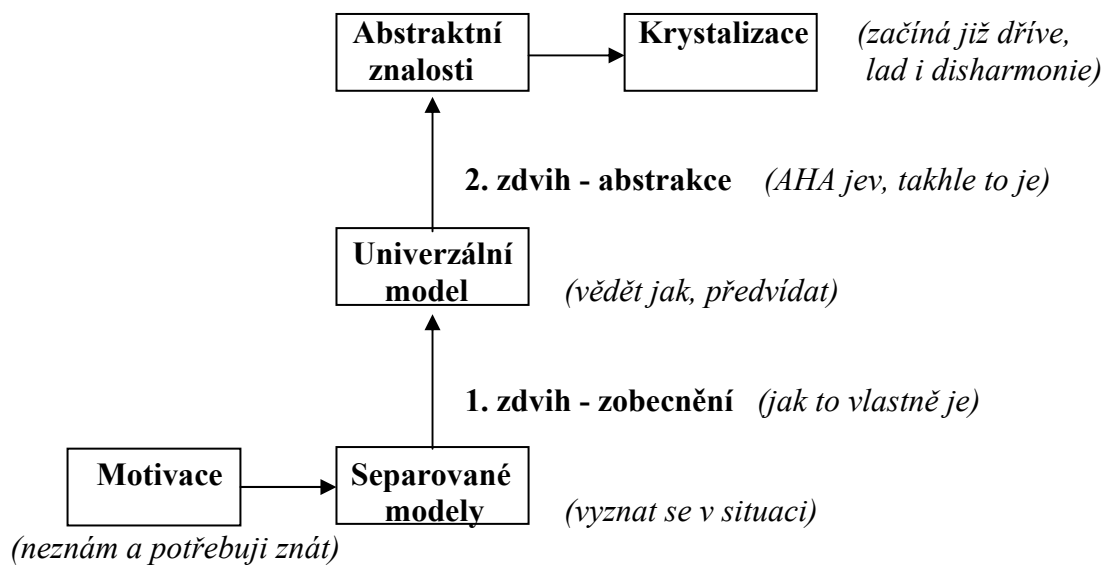 Abstraktní znalosti
Krystalizace
(začíná již dříve,
lad i disharmonie)
2. zdvih - abstrakce (AHA jev, takhle to je)
Univerzální
model
(vědět jak, předvídat)
1. zdvih - zobecnění (jak to vlastně je)
Motivace
Separované
modely
(vyznat se v situaci)
(neznám a potřebuji znát)